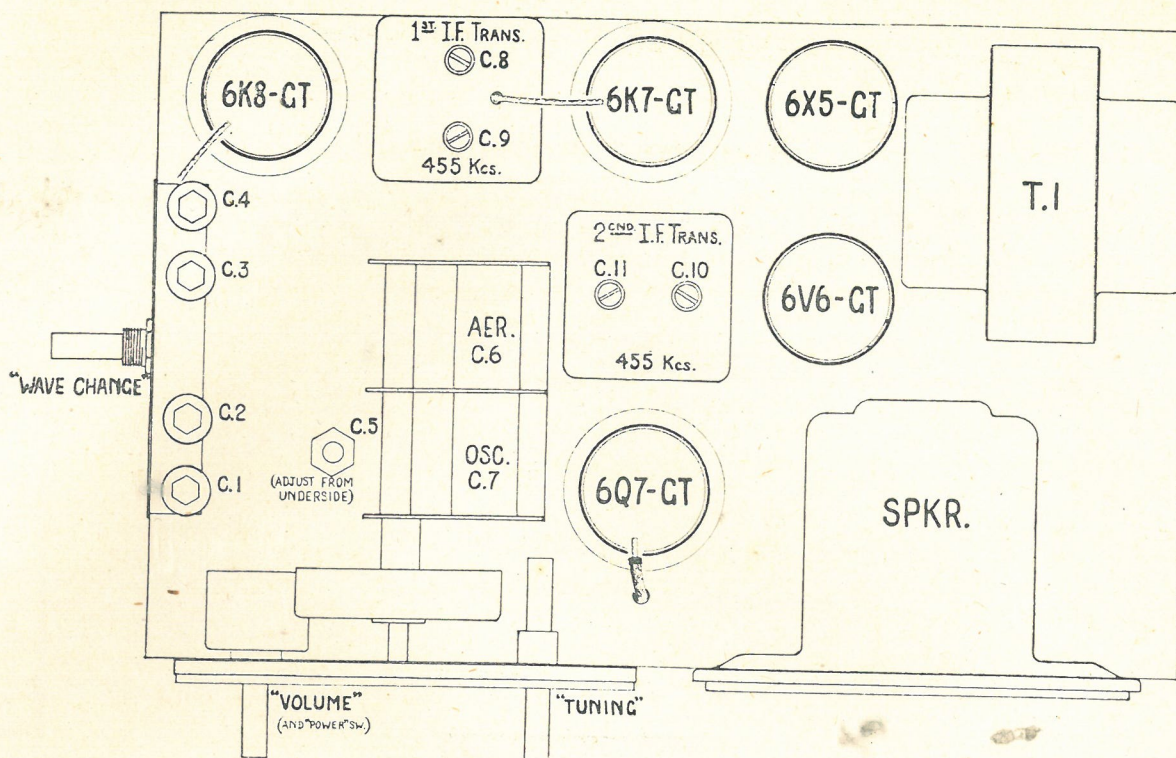 1ST I.F. TRANS.
C.8
C.9
455 Kcs.
6K8-GT
6K7-GT
6X5-GT
T.1
C.4
C.3
2CND I.F. TRANS.
C.11 C.10
455 Kcs.
6V6-GT
AER.
C.6
"WAVE CHANGE"
C.2
C.5
(ADJUST FROM
UNDERSIDE)
C.1
OSC.
C.7
6Q7-GT
SPKR.
"VOLUME"
(AND "POWER" SW.)
"TUNING"